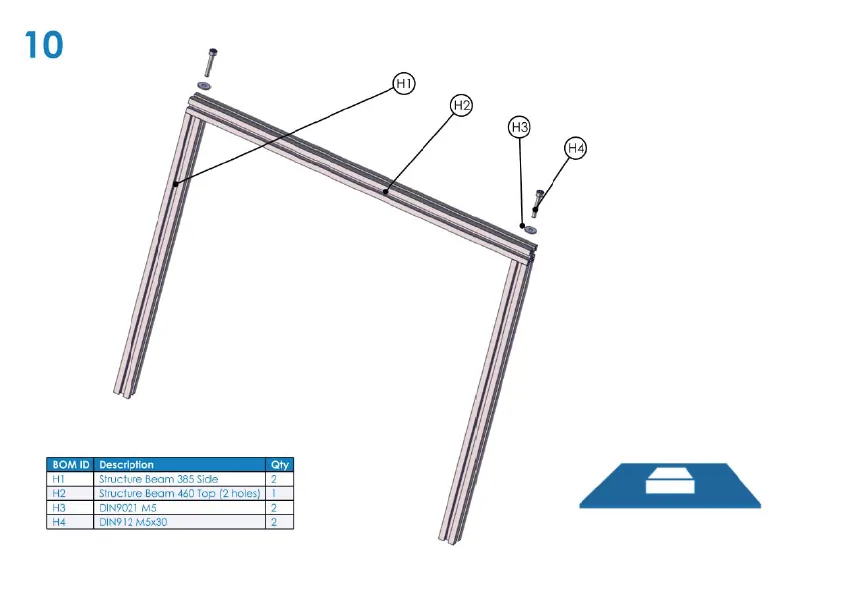 10
H1
H2
H3
H4
BOM ID Description Qty
H1 Structure Beam 385 Side 2
H2 Structure Beam 460 Top (2 holes) 1
H3 DIN9021 M5 2
H4 DIN912 M5x30 2